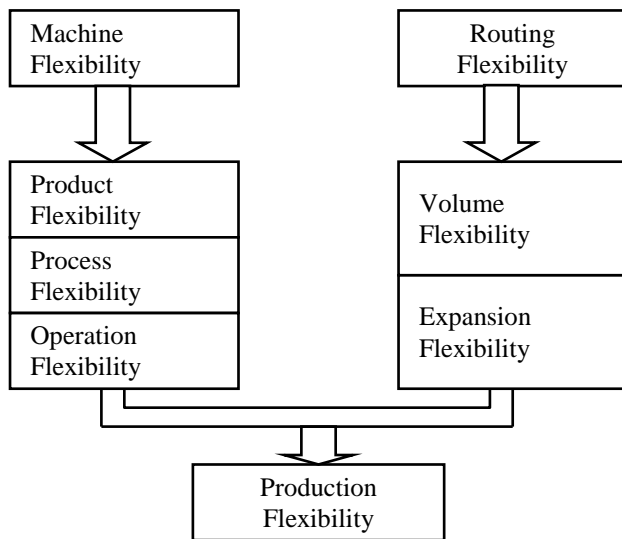 Machine
Flexibility
Routing
Flexibility
Product
Flexibility
Process
Flexibility
Operation
Flexibility
Volume
Flexibility
Expansion
Flexibility
Production
Flexibility